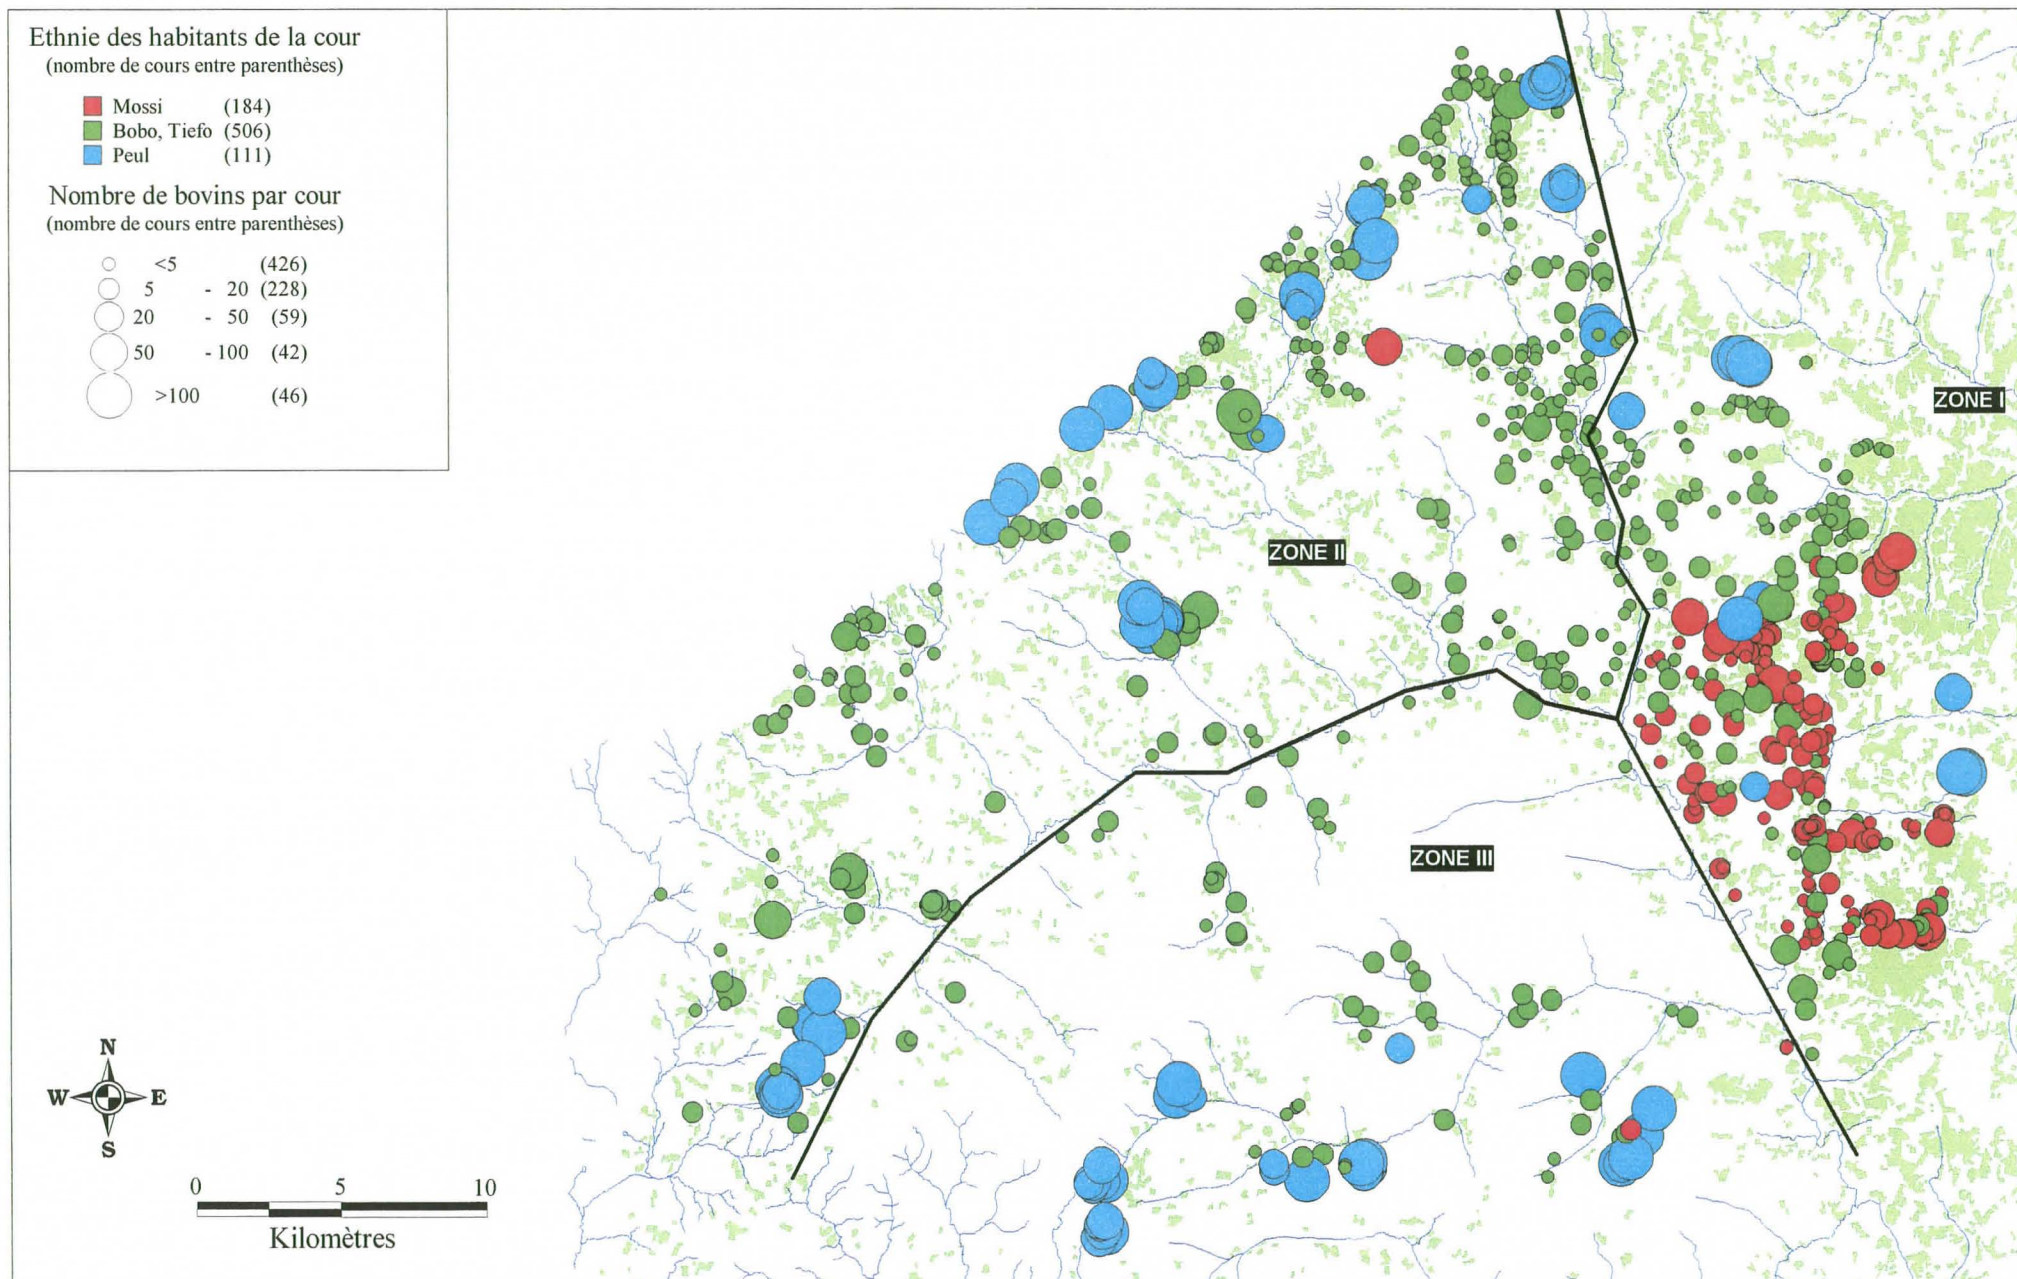 Ethnie des habitants de la cour
(nombre de cours entre parenthèses)
Mossi (184)
Bobo, Tiefo (506)
Peul (111)
Nombre de bovins par cour
(nombre de cours entre parenthèses)
<5 (426)
5 - 20 (228)
20 - 50 (59)
50 - 100 (42)
>100 (46)
ZONE I
ZONE II
ZONE III
N
W E
S
0 5 10
Kilomètres